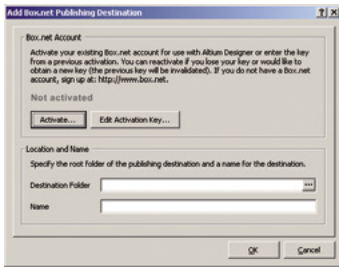 Add Box.net Publishing Destination
Box.net Account
Activate your existing Box.net account for use with Altium Designer or enter the key
from a previous activation. You can reactivate if you lose your key or would like to
obtain a new key (the previous key will be invalidated). If you do not have a Box.net
account, sign up at: http://www.box.net.
Not activated
Activate...
Edit Activation Key...
Location and Name
Specify the root folder of the publishing destination and a name for the destination.
Destination Folder
...
Name
OK
Cancel